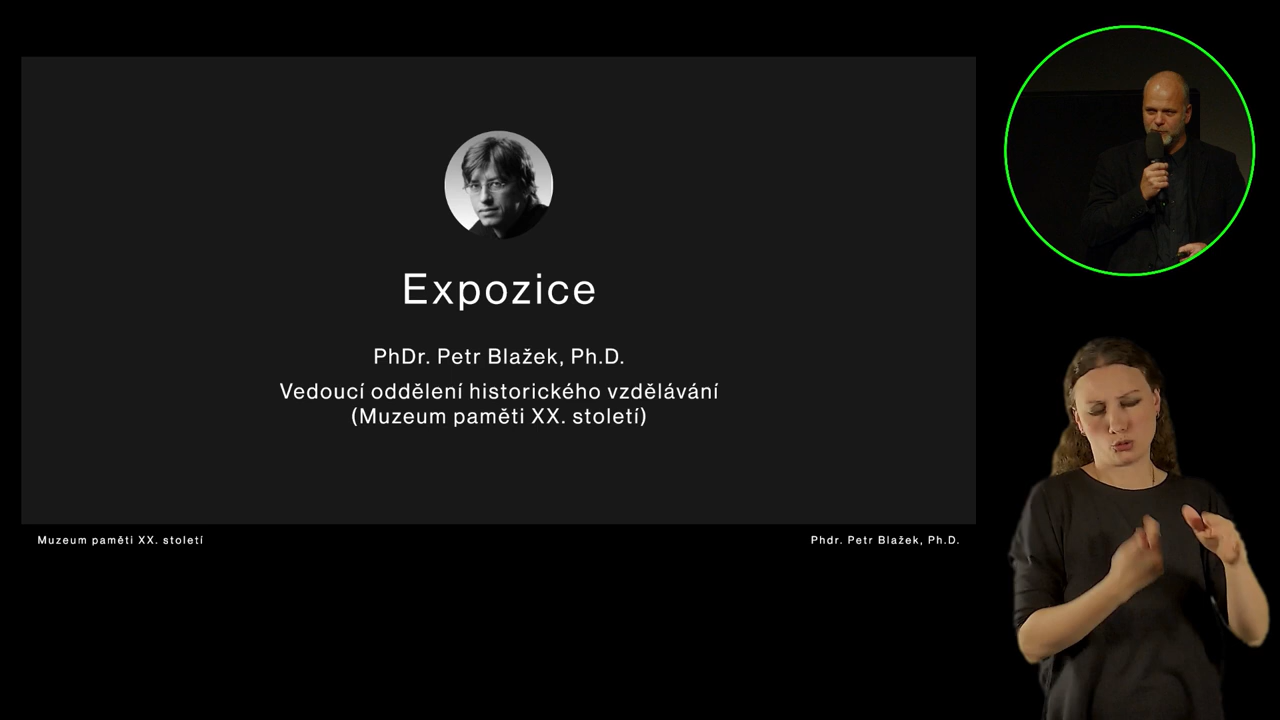 Expozice
PhDr. Petr Blažek, Ph.D.
Vedoucí oddělení historického vzdělávání
(Muzeum paměti XX. století)
Muzeum paměti XX. století
Phdr. Petr Blažek, Ph.D.